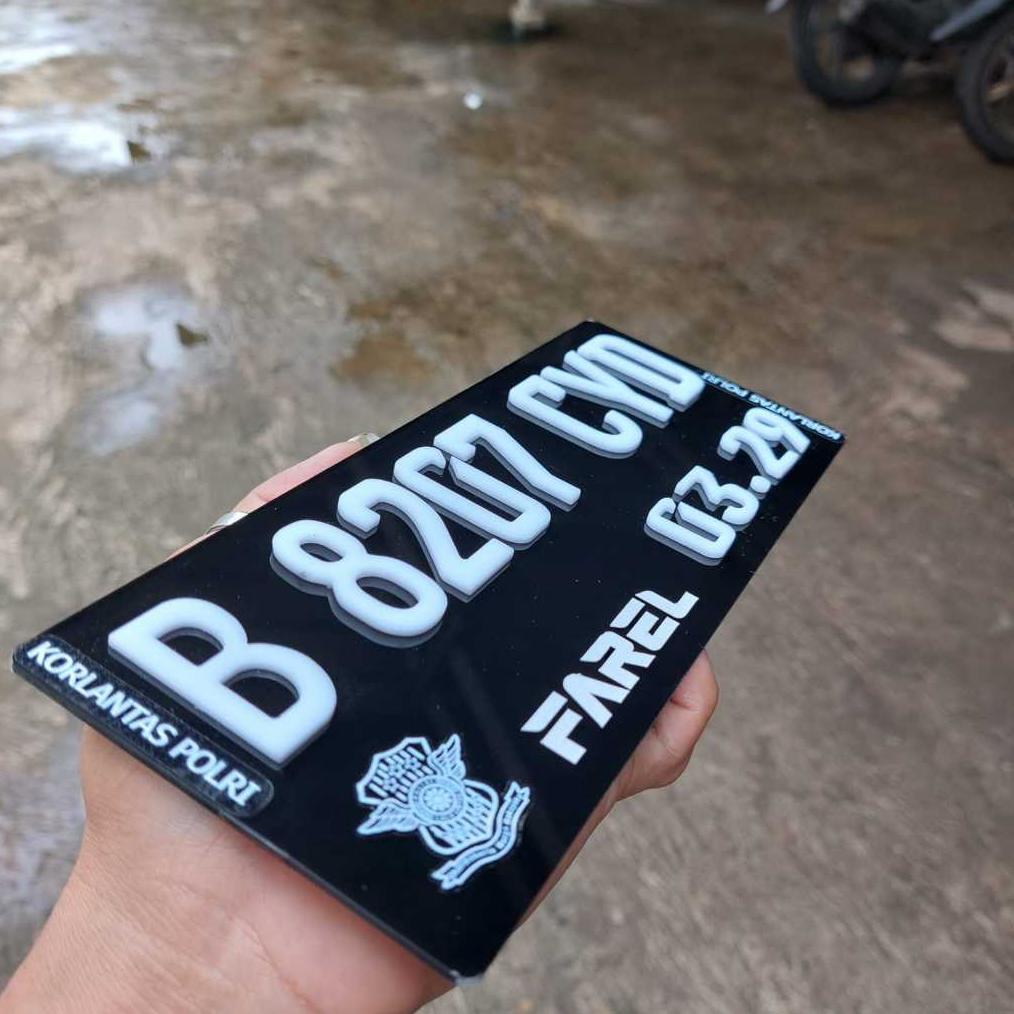 B 8207 CYD
03.29
FAREL
KORLANTAS POLRI
KORLANTAS POLRI